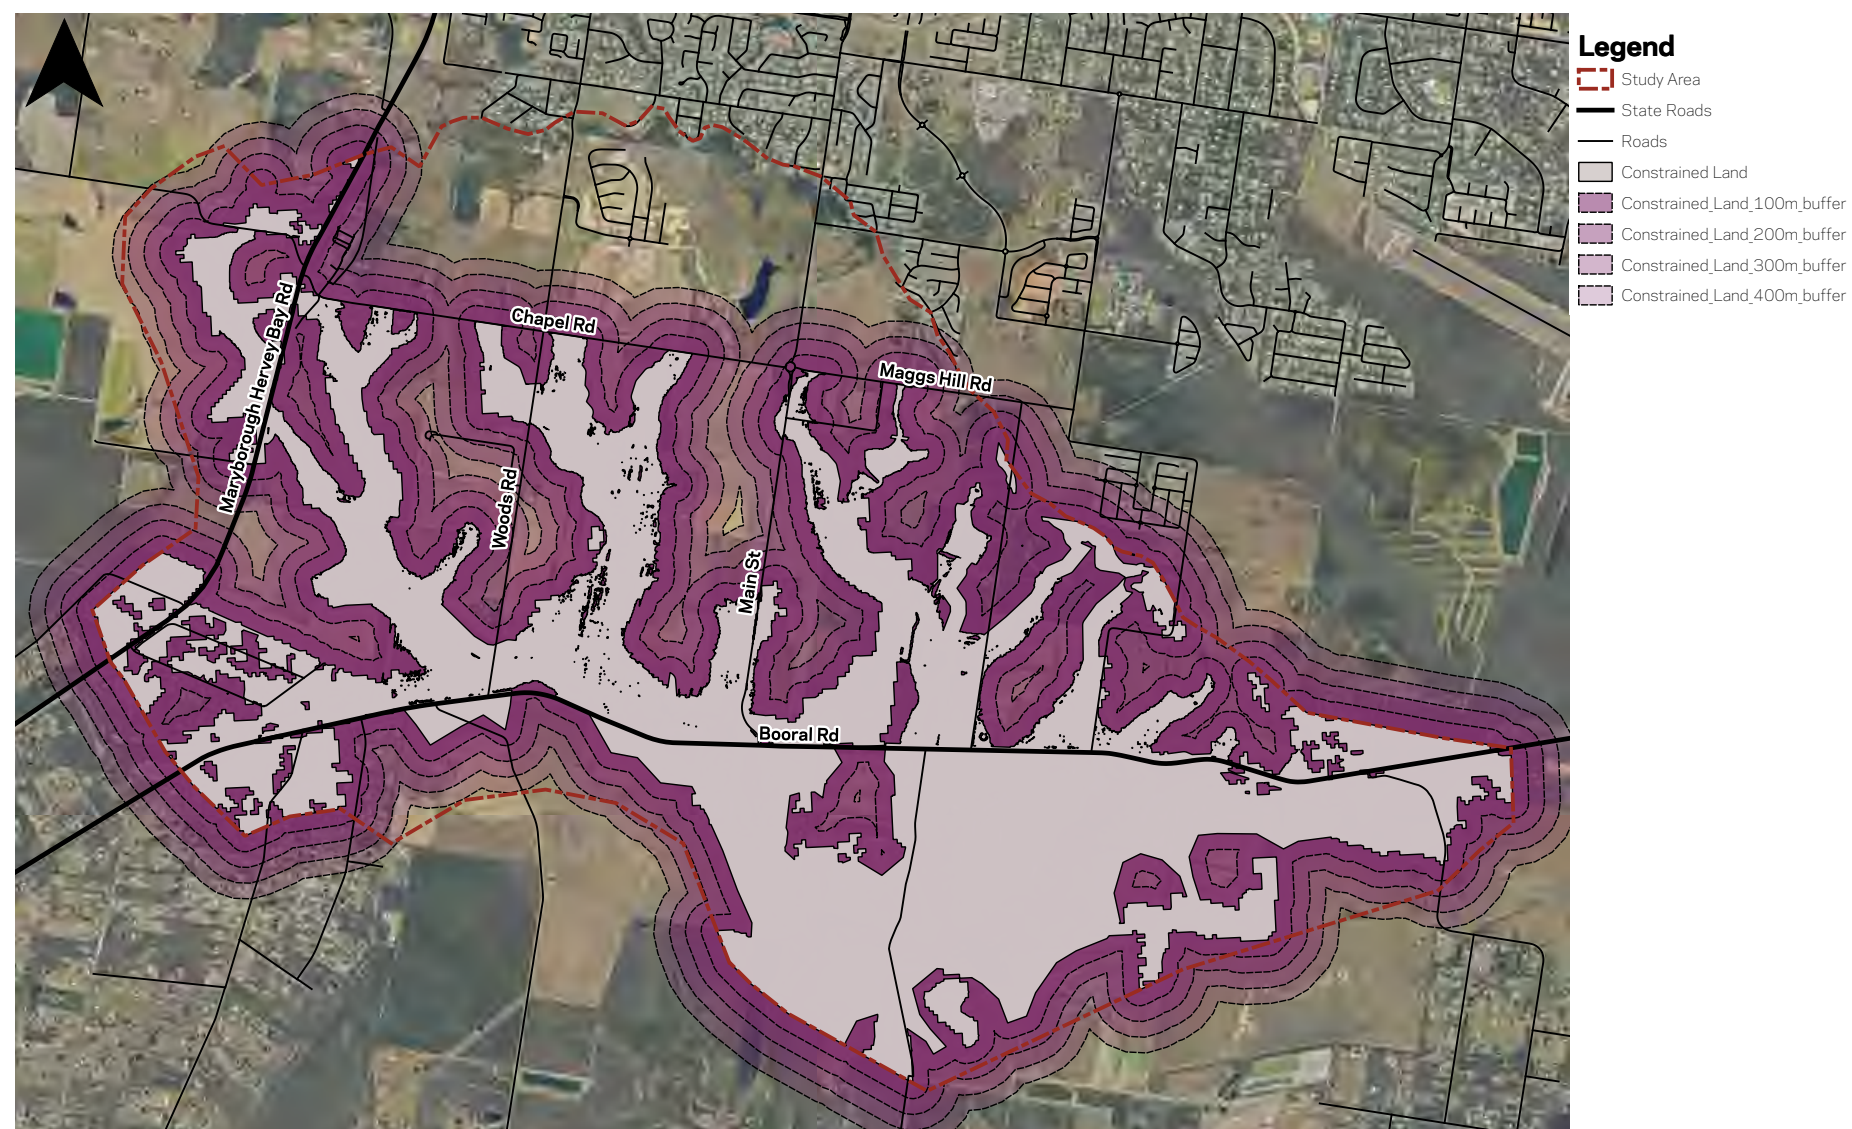 Legend
Study Area
State Roads
Roads
Constrained Land
Constrained_Land_100m_buffer
Constrained_Land_200m_buffer
Constrained_Land_300m_buffer
Constrained_Land_400m_buffer
Chapel Rd
Maggs Hill Rd
Maryborough Hervey Bay Rd
Woods Rd
Main St
Booral Rd